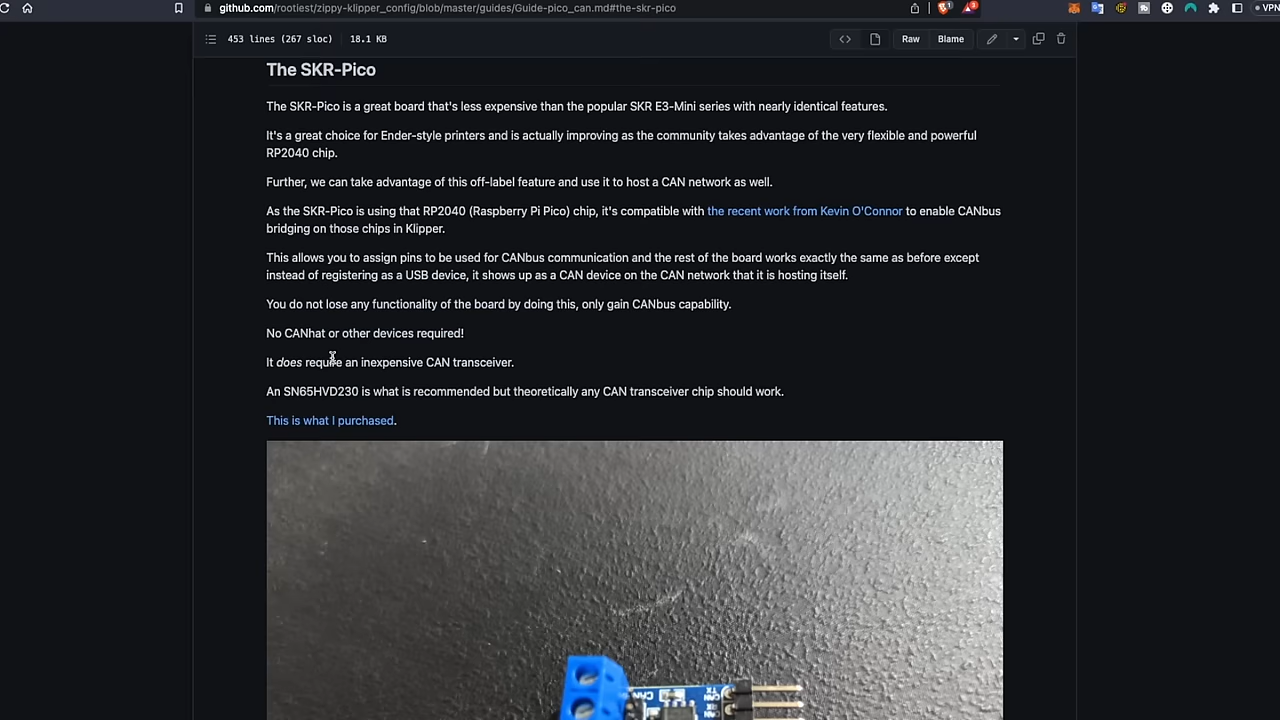 github.com/rootiest/zippy-klipper_config/blob/master/guides/Guide-pico_can.md#the-skr-pico
VPN
453 lines (267 sloc)
18.1 KB
Raw
Blame
The SKR-Pico
The SKR-Pico is a great board that's less expensive than the popular SKR E3-Mini series with nearly identical features.
It's a great choice for Ender-style printers and is actually improving as the community takes advantage of the very flexible and powerful
RP2040 chip.
Further, we can take advantage of this off-label feature and use it to host a CAN network as well.
As the SKR-Pico is using that RP2040 (Raspberry Pi Pico) chip, it's compatible with the recent work from Kevin O'Connor to enable CANbus
bridging on those chips in Klipper.
This allows you to assign pins to be used for CANbus communication and the rest of the board works exactly the same as before except
instead of registering as a USB device, it shows up as a CAN device on the CAN network that it is hosting itself.
You do not lose any functionality of the board by doing this, only gain CANbus capability.
No CANhat or other devices required!
It does require an inexpensive CAN transceiver.
An SN65HVD230 is what is recommended but theoretically any CAN transceiver chip should work.
This is what I purchased.
CAN
TX
CAN